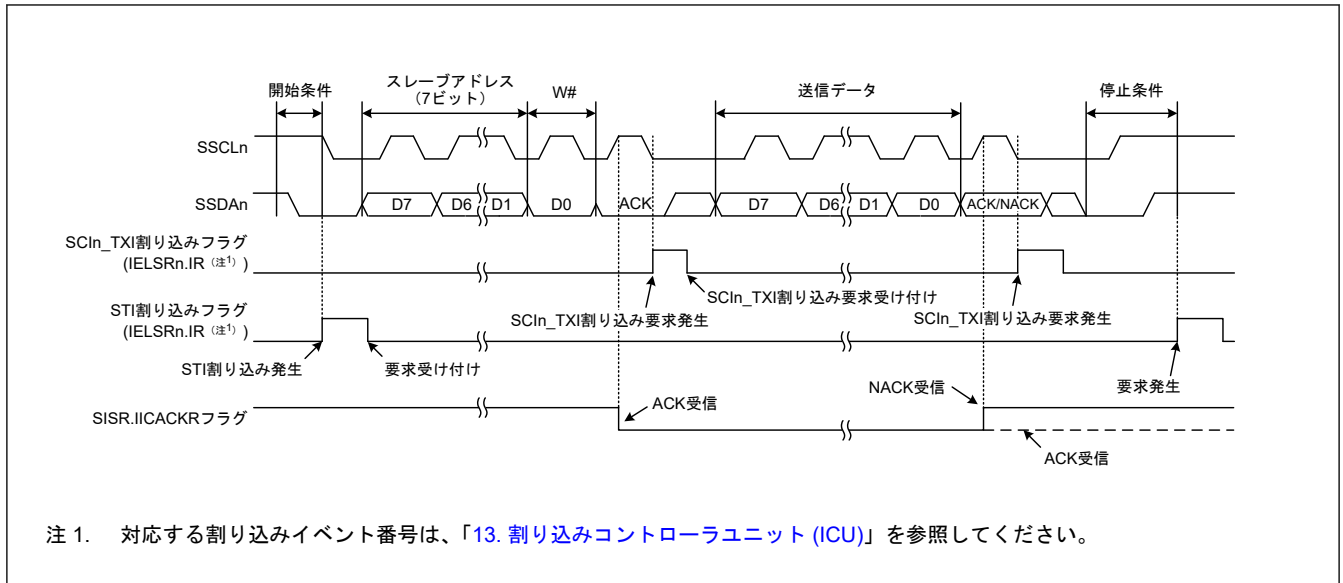 開始条件
スレーブアドレス
（7ビット）
W#
送信データ
停止条件
SSCLn
SSDAn
D7
D6
D1
D0
ACK
D7
D6
D1
D0
ACK/NACK
SCIn_TXI割り込みフラグ
(IELSRn.IR（注1）)
SCIn_TXI割り込み要求受け付け
SCIn_TXI割り込み要求発生
SCIn_TXI割り込み要求発生
STI割り込みフラグ
(IELSRn.IR（注1）)
STI割り込み発生
要求受け付け
要求発生
SISR.IICACKRフラグ
ACK受信
NACK受信
ACK受信
注 1. 対応する割り込みイベント番号は、「13. 割り込みコントローラユニット (ICU)」を参照してください。